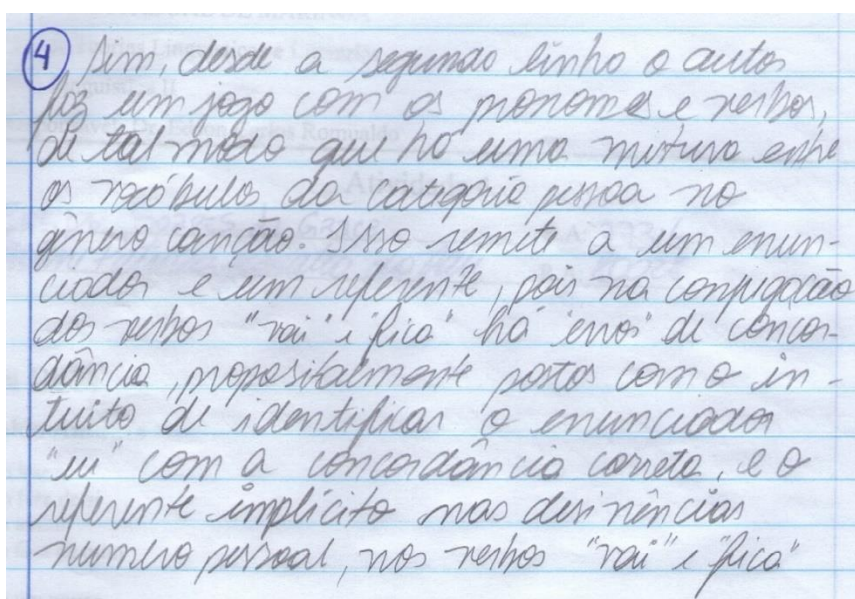 4 Sim, desde a segunda linha o autor
faz um jogo com os pronomes e verbos,
de tal modo que há uma mistura entre
os vocábulos da categoria pessoa no
gênero canção. Isso remete a um enun-
ciador e um referente, pois na conjugação
dos verbos "vai" e "fica" há "erros" de concor-
dância, propositalmente postos com o in-
tuito de identificar o enunciador
"eu" com a concordância correta, e o
referente implícito nas desinências
numero pessoal, nos verbos "vai" e "fica"